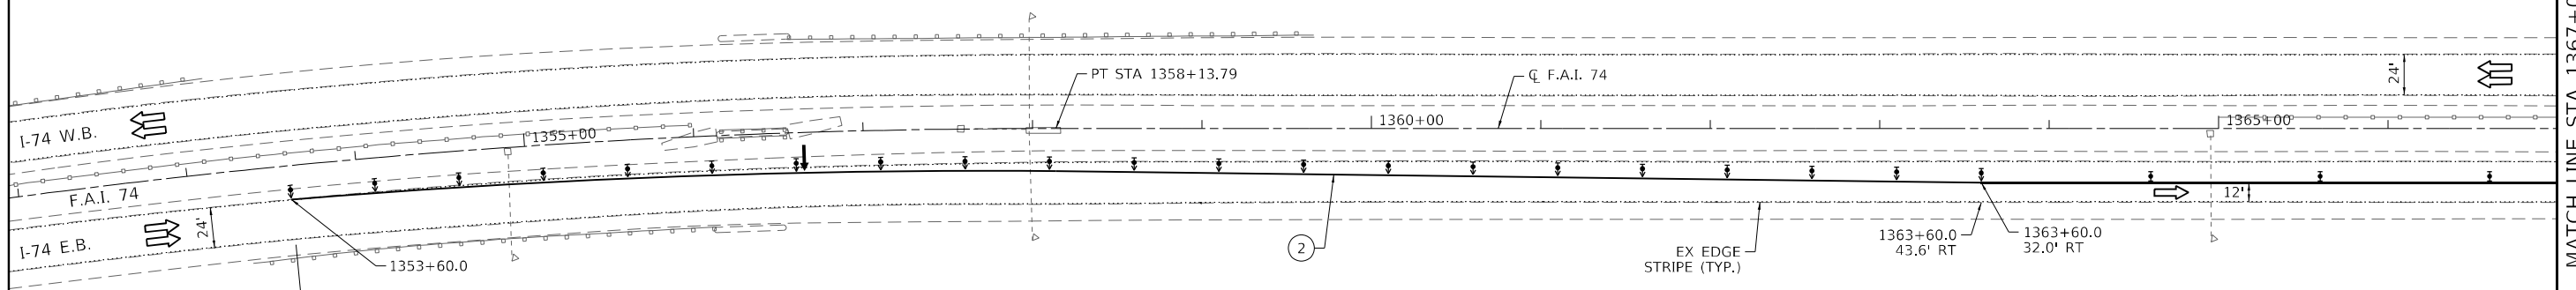 PT STA 1358+13.79
℄ F.A.I. 74
24'
I-74 W.B.
1355+00
1360+00
1365+00
F.A.I. 74
24'
I-74 E.B.
1353+60.0
2
EX EDGE
STRIPE (TYP.)
1363+60.0
43.6' RT
1363+60.0
32.0' RT
12'
MATCH LINE STA 1367+0